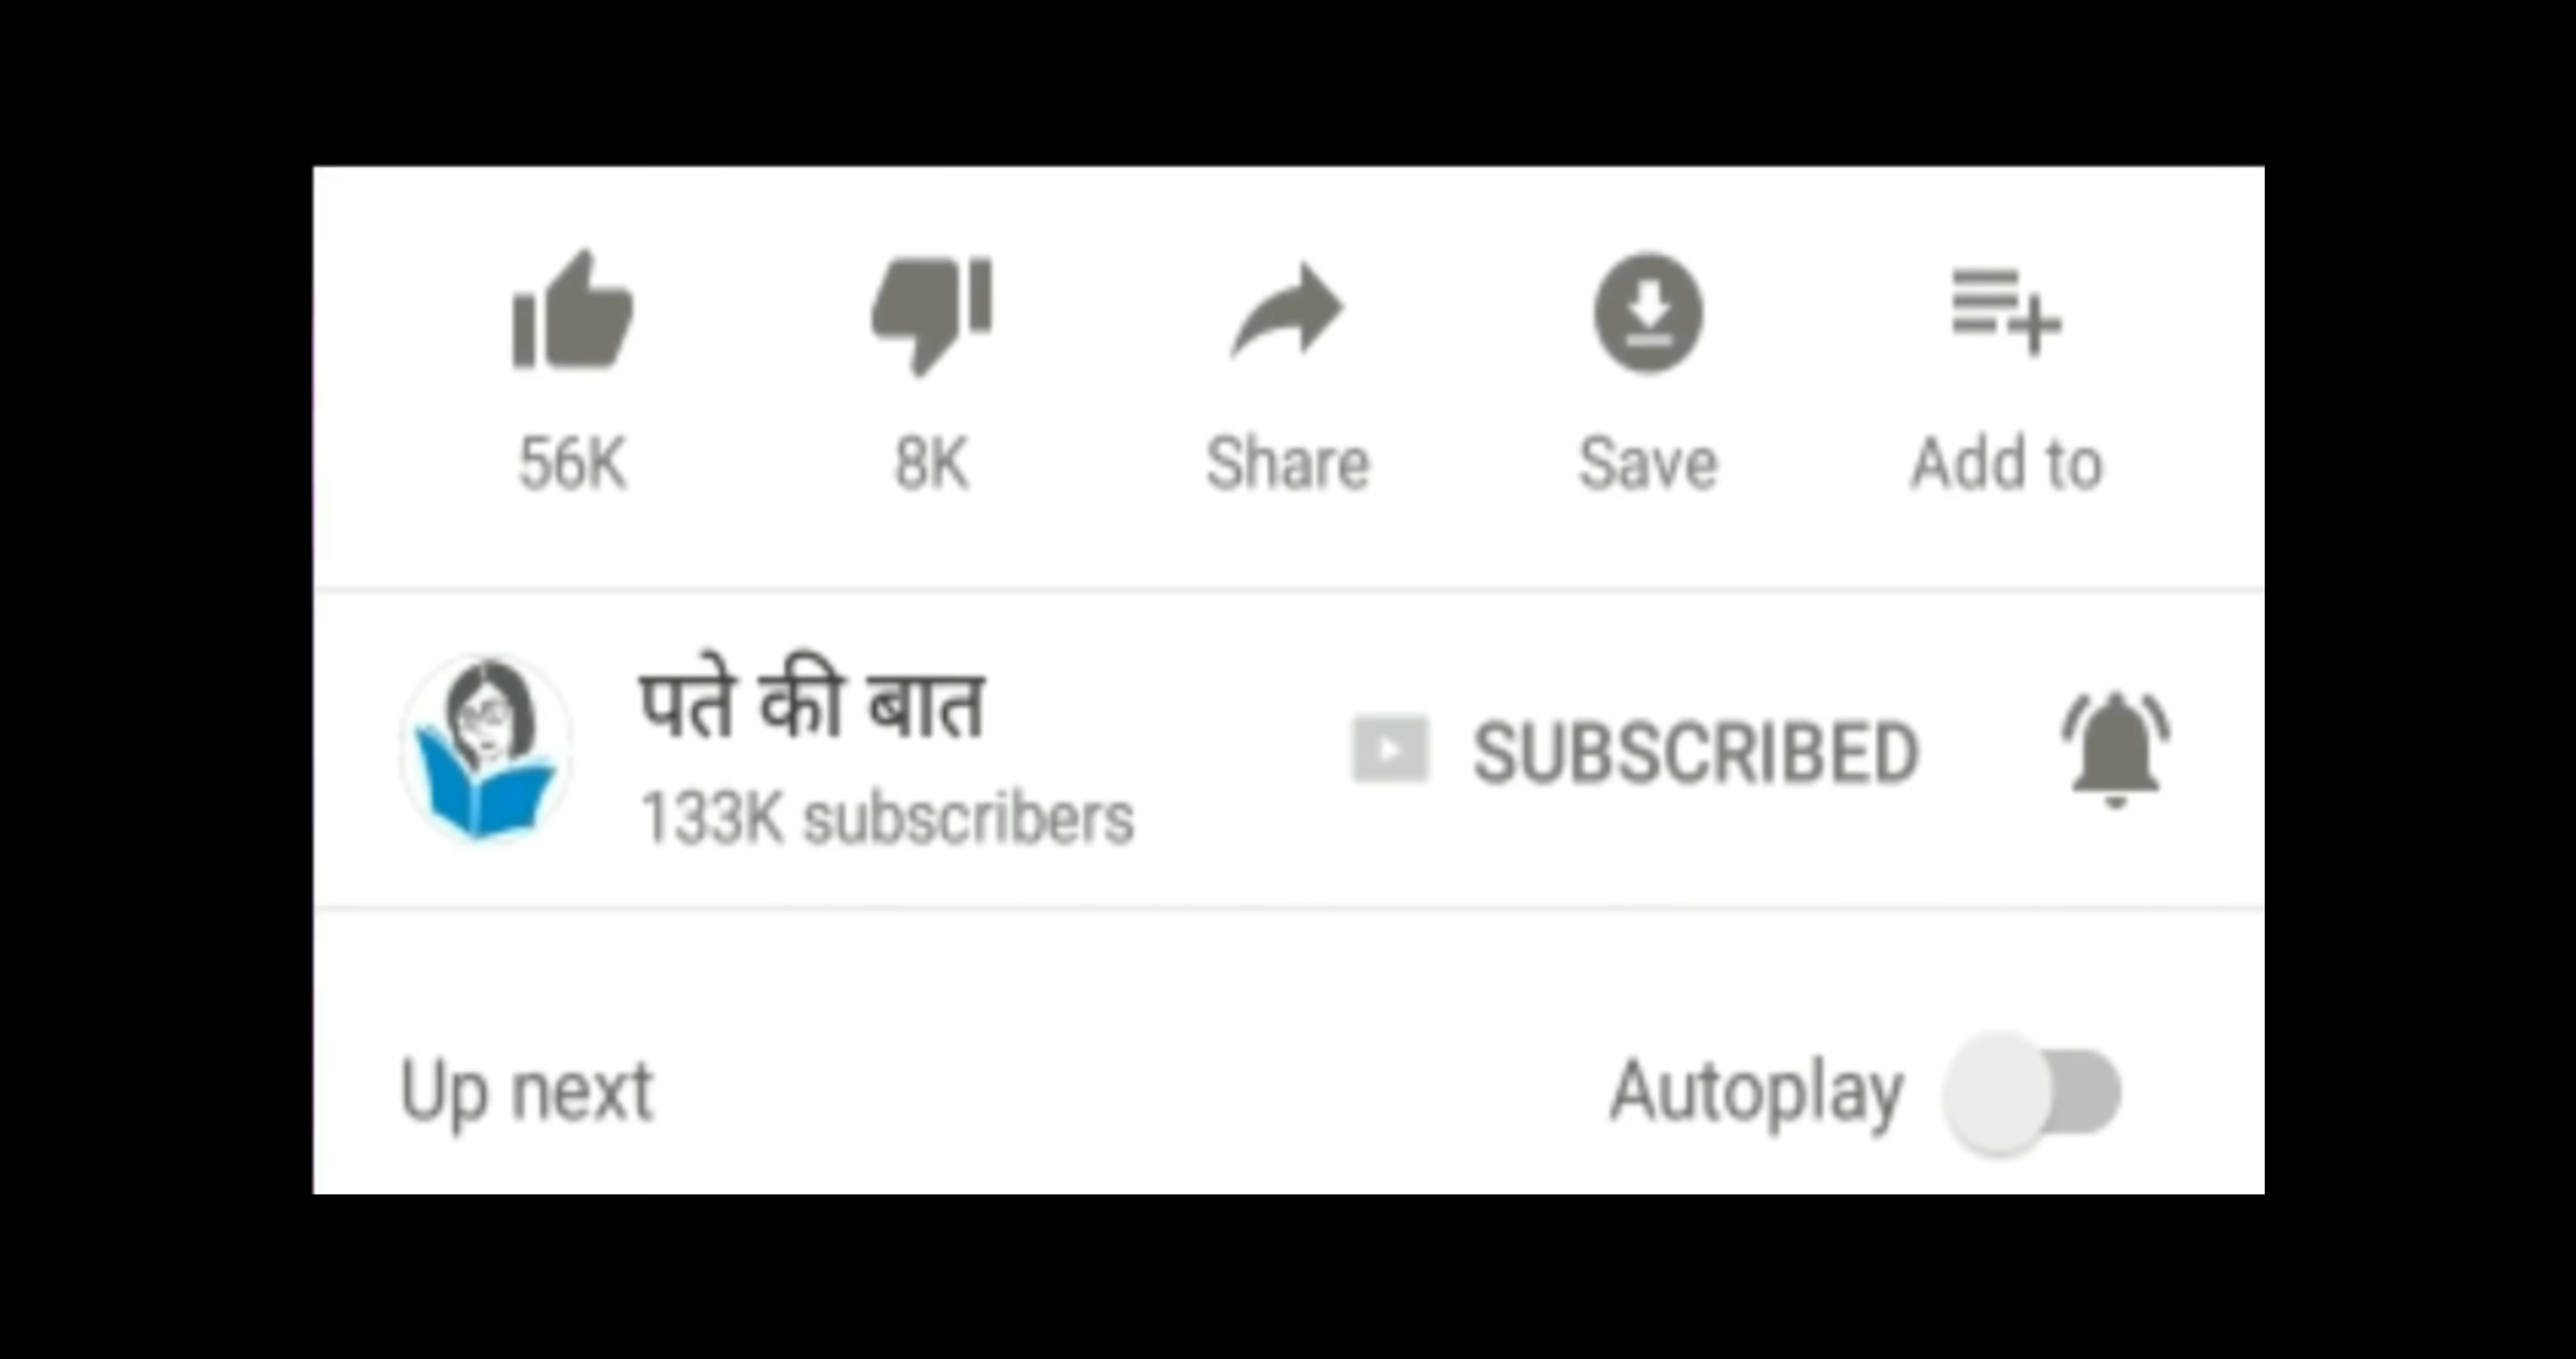 56K 8K Share Save Add to
पते की बात SUBSCRIBED
133K subscribers
Up next Autoplay